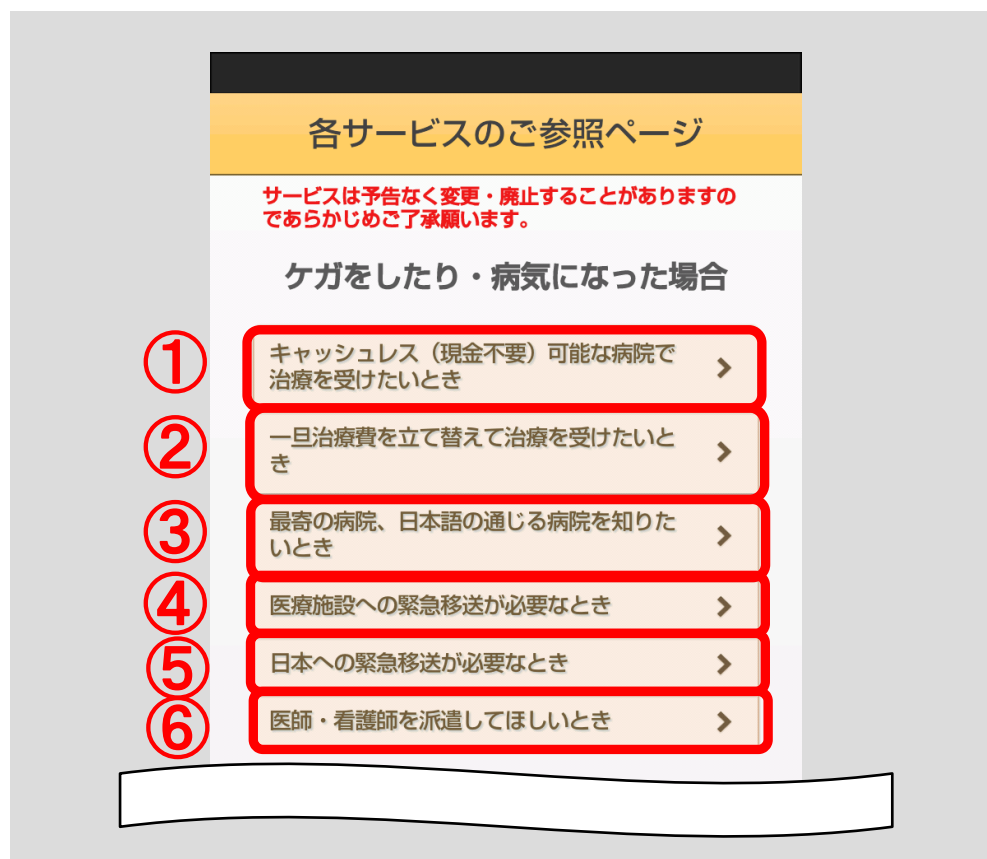 各サービスのご参照ページ
サービスは予告なく変更・廃止することがありますの
であらかじめご了承願います。
ケガをしたり・病気になった場合
①
キャッシュレス（現金不要）可能な病院で
治療を受けたいとき
②
一旦治療費を立て替えて治療を受けたいと
き
③
最寄の病院、日本語の通じる病院を知りた
いとき
④
医療施設への緊急移送が必要なとき
⑤
日本への緊急移送が必要なとき
⑥
医師・看護師を派遣してほしいとき